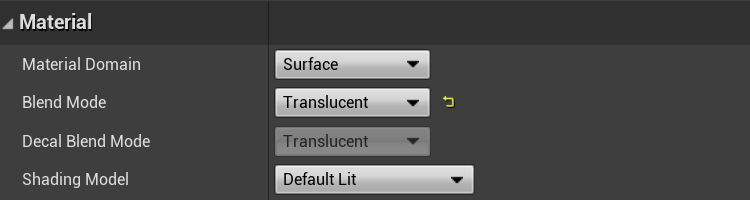 Material
Material Domain Surface
Blend Mode Translucent
Decal Blend Mode Translucent
Shading Model Default Lit